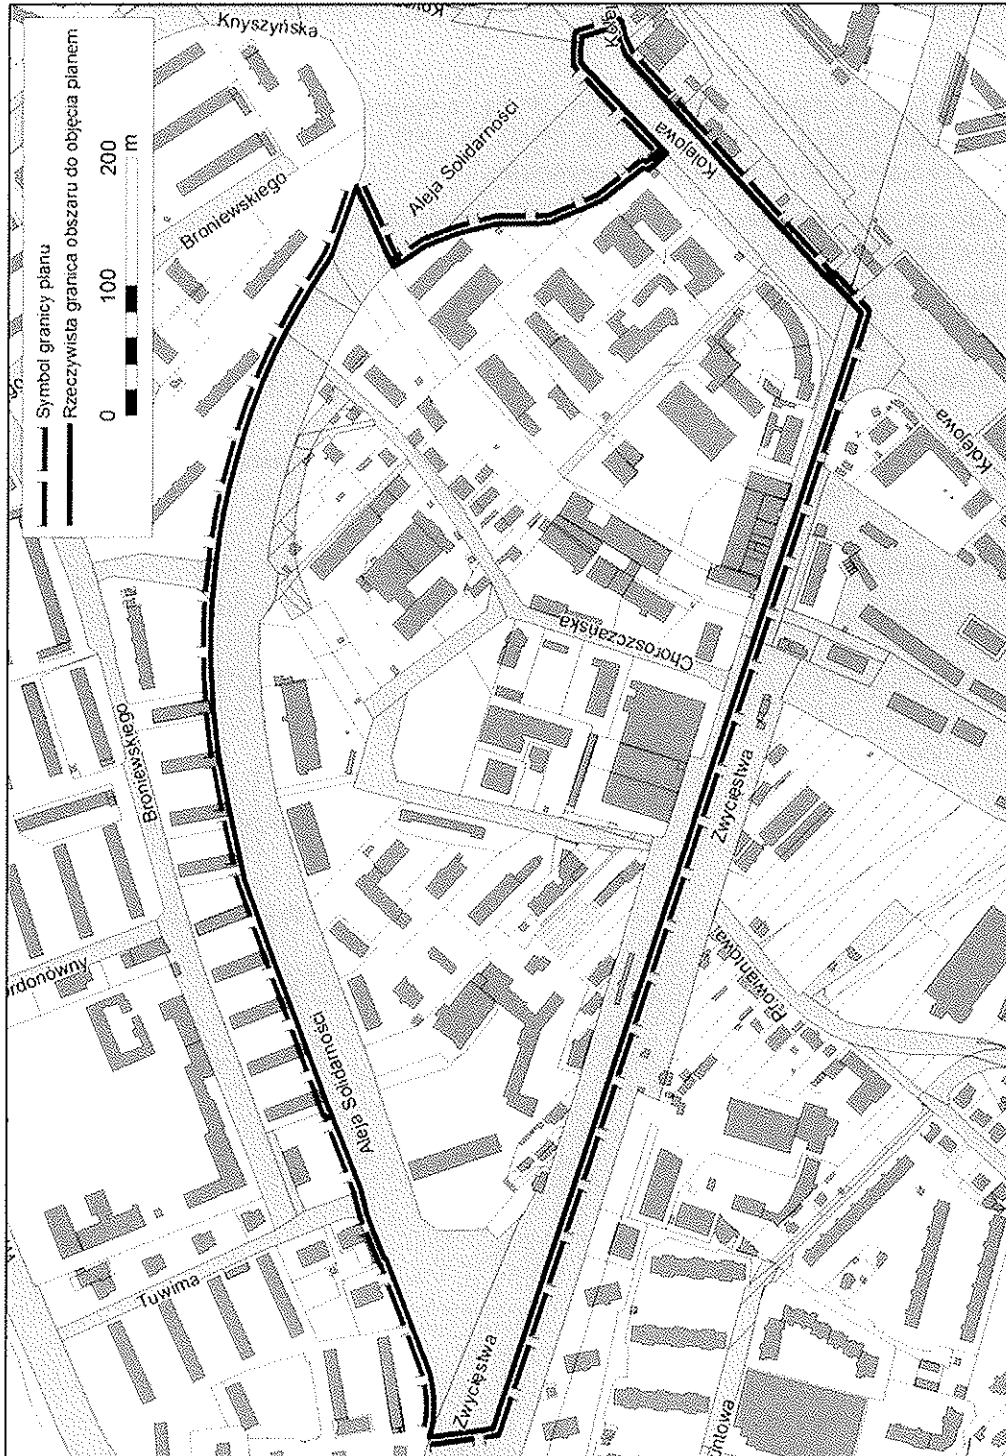 Symbol granicy planu
Rzeczywista granica obszaru do objęcia planem
0 100 200
m
Knyszyńska
Broniewskiego
Aleja Solidarności
Kolejowa
Kolejowa
Broniewskiego
Choroszczańska
Zwycięstwa
Aleja Solidarności
Tuwima
Zwycięstwa